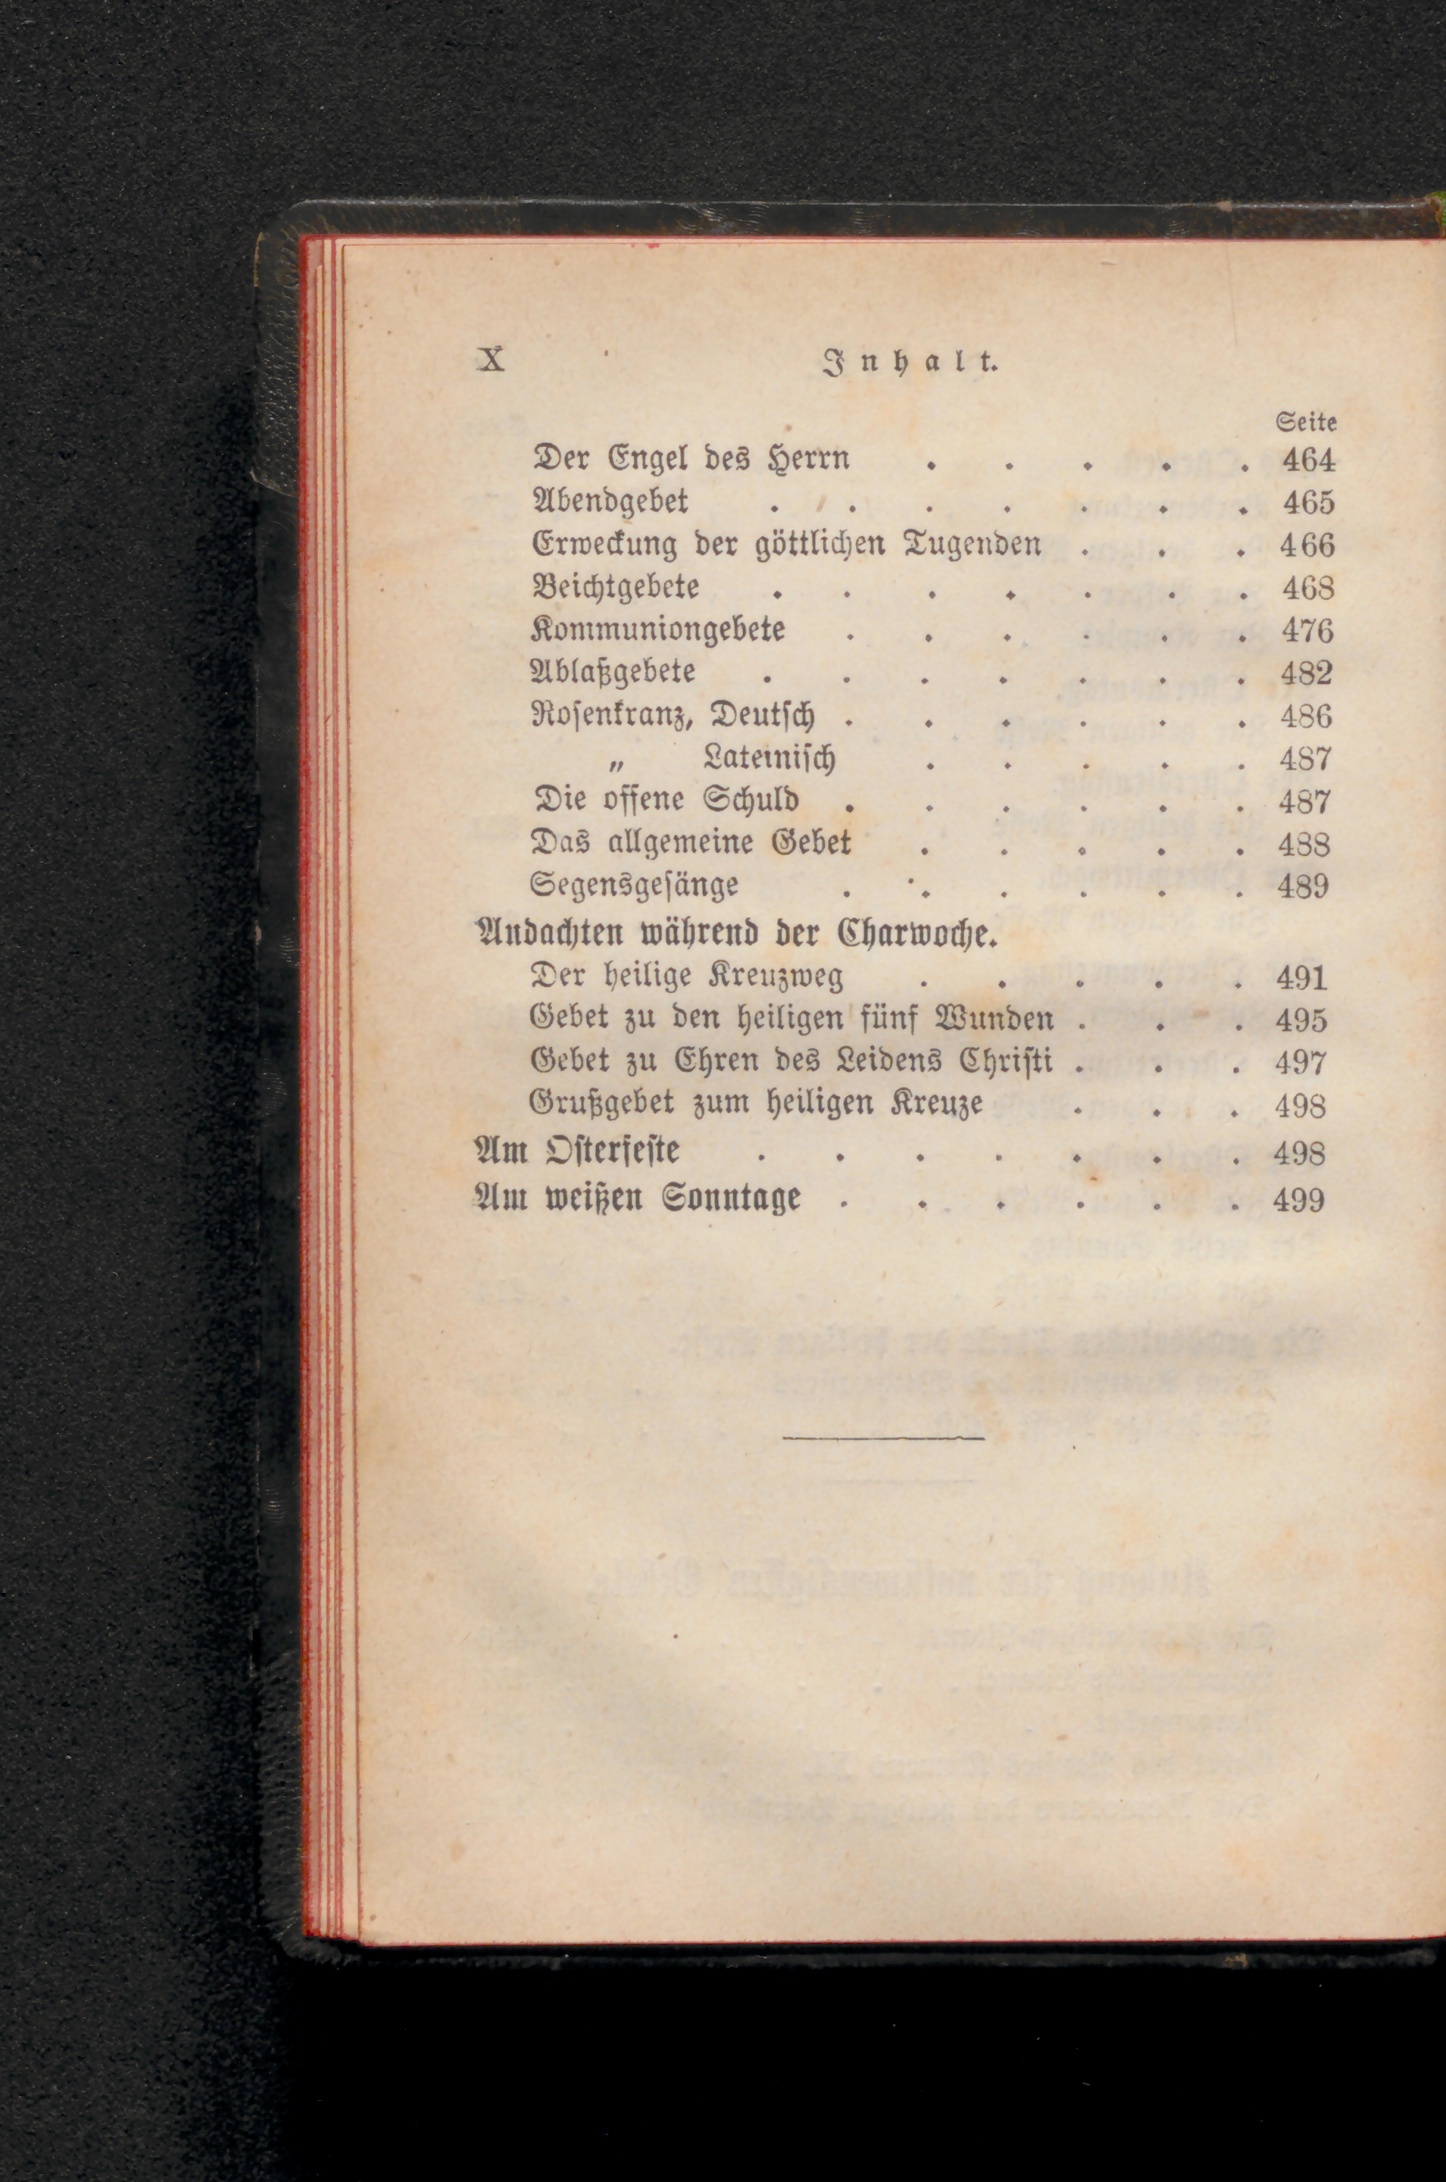 X Inhalt.
Seite
Der Engel des Herrn . . . . . 464
Abendgebet . . . . . . . 465
Erweckung der göttlichen Tugenden . . . 466
Beichtgebete . . . . . . . 468
Kommuniongebete . . . . . . 476
Ablaßgebete . . . . . . . 482
Rosenkranz, Deutsch . . . . . . 486
„ Lateinisch . . . . . 487
Die offene Schuld . . . . . . 487
Das allgemeine Gebet . . . . . 488
Segensgesänge . . . . . . 489
Andachten während der Charwoche.
Der heilige Kreuzweg . . . . . 491
Gebet zu den heiligen fünf Wunden . . . 495
Gebet zu Ehren des Leidens Christi . . . 497
Grußgebet zum heiligen Kreuze . . . 498
Am Osterfeste . . . . . . . 498
Am weißen Sonntage . . . . . . 499